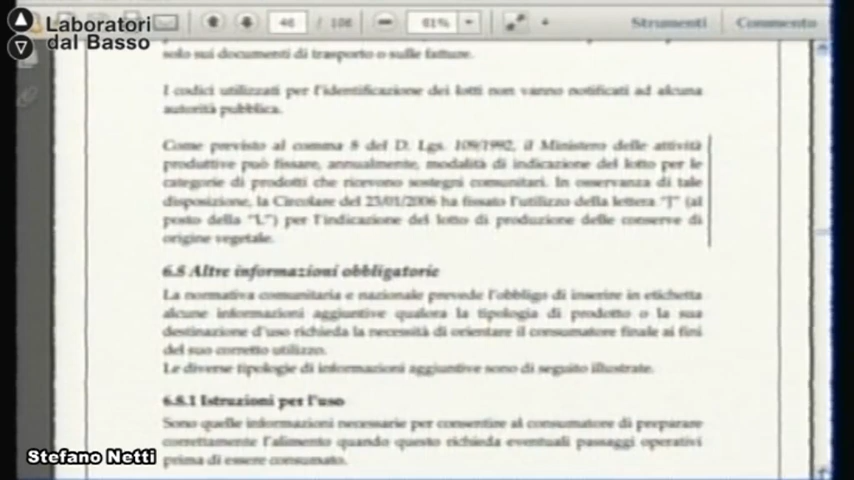 Laboratori
dal Basso
46 / 106
61%
Strumenti
Commento
solo sui documenti di trasporto o sulle fatture.
I codici utilizzati per l'identificazione dei lotti non vanno notificati ad alcuna
autorità pubblica.
Come previsto al comma 8 del D. Lgs. 109/1992, il Ministero delle attività
produttive può fissare, annualmente, modalità di indicazione del lotto per le
categorie di prodotti che ricevono sostegni comunitari. In osservanza di tale
disposizione, la Circolare del 23/01/2006 ha fissato l'utilizzo della lettera "J" (al
posto della "L") per l'indicazione del lotto di produzione delle conserve di
origine vegetale.
6.8 Altre informazioni obbligatorie
La normativa comunitaria e nazionale prevede l'obbligo di inserire in etichetta
alcune informazioni aggiuntive qualora la tipologia di prodotto o la sua
destinazione d'uso richieda la necessità di orientare il consumatore finale ai fini
del suo corretto utilizzo.
Le diverse tipologie di informazioni aggiuntive sono di seguito illustrate.
6.8.1 Istruzioni per l'uso
Sono quelle informazioni necessarie per consentire al consumatore di preparare
correttamente l'alimento quando questo richieda eventuali passaggi operativi
prima di essere consumato.
Stefano Netti